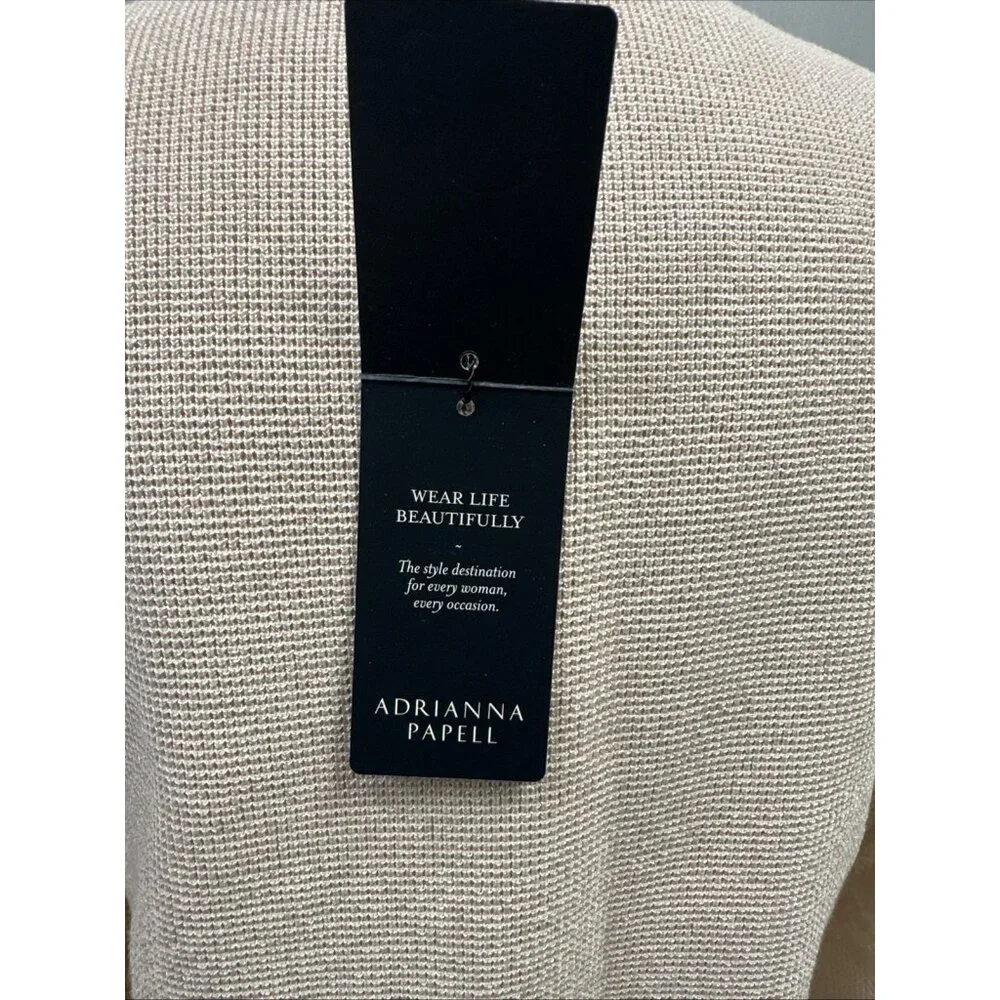 WEAR LIFE
BEAUTIFULLY
~
The style destination
for every woman,
every occasion.
ADRIANNA
PAPELL